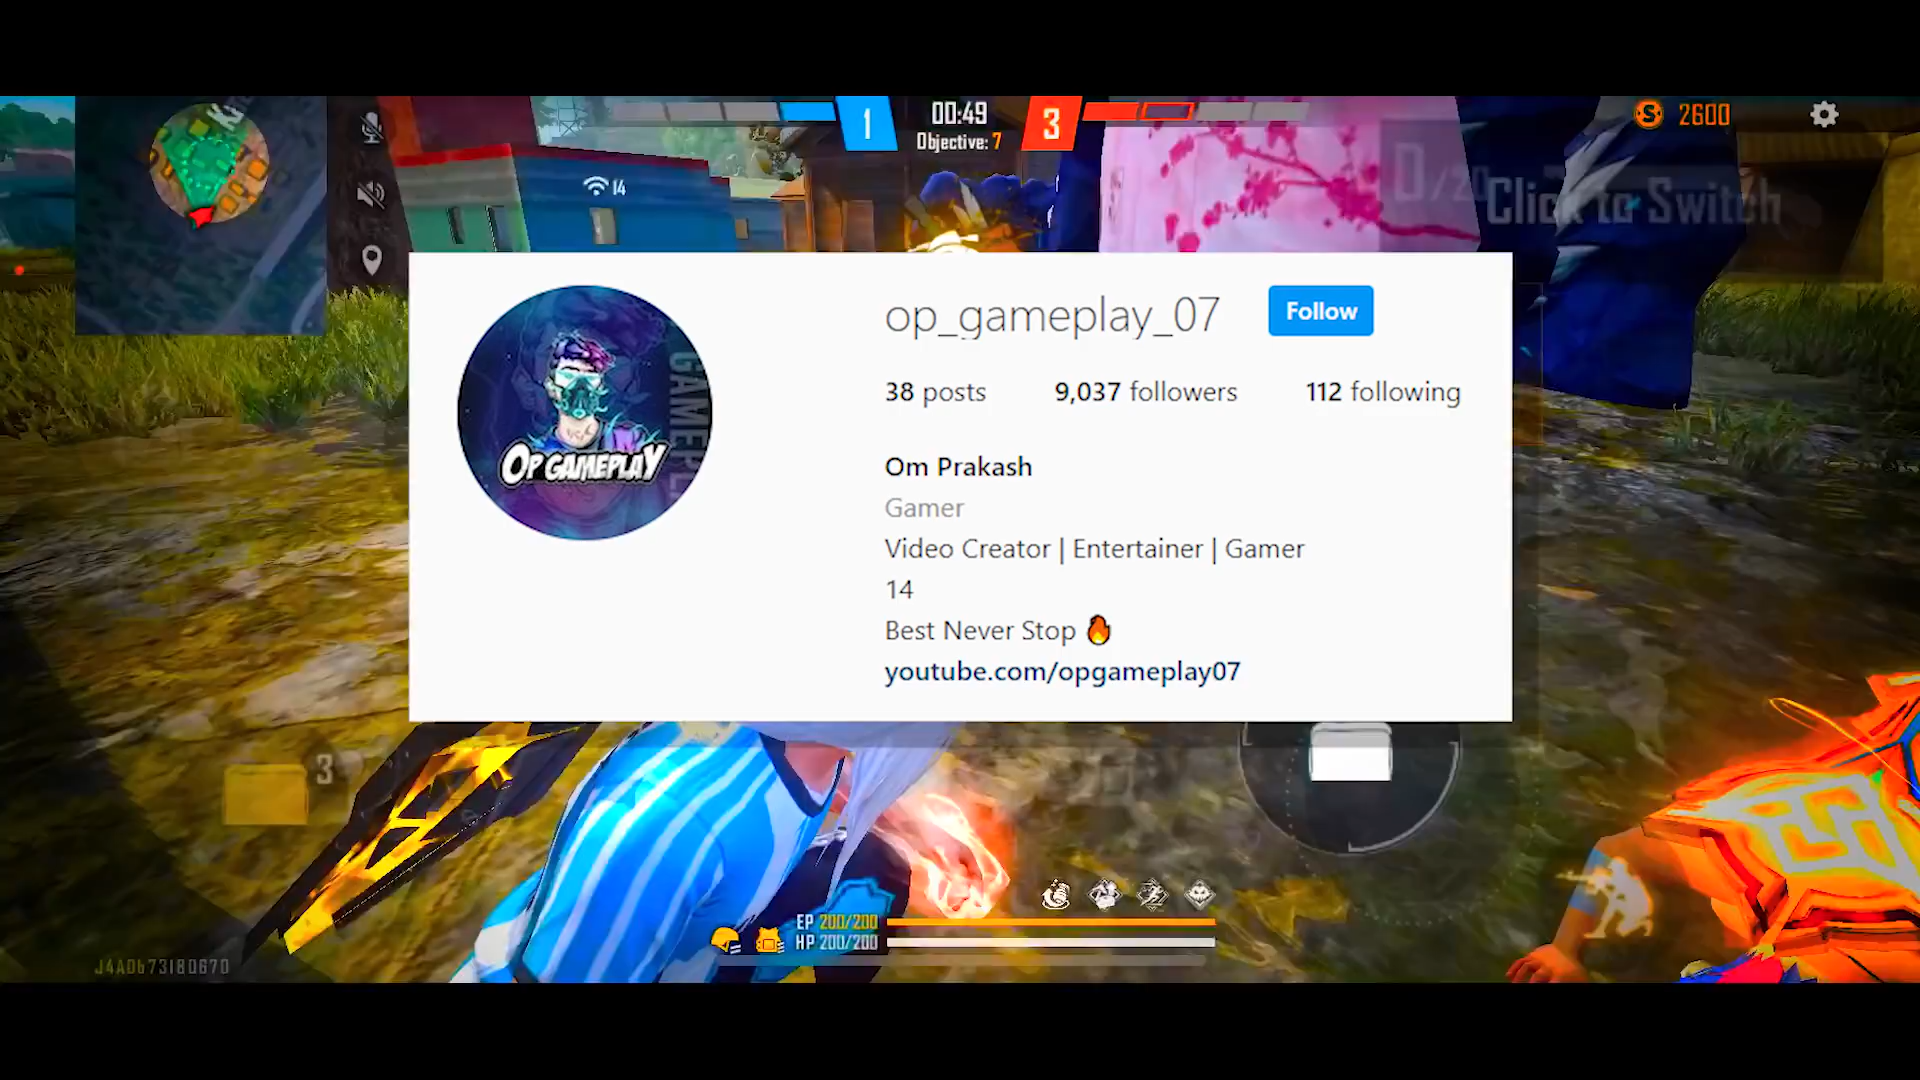 1
00:49
Objective: 7
3
2600
14
Click to Switch
op_gameplay_07
Follow
38 posts
9,037 followers
112 following
GAMEPL
OP GAMEPLAY
Om Prakash
Gamer
Video Creator | Entertainer | Gamer
14
Best Never Stop 🔥
youtube.com/opgameplay07
3
EP 200/200
HP 200/200